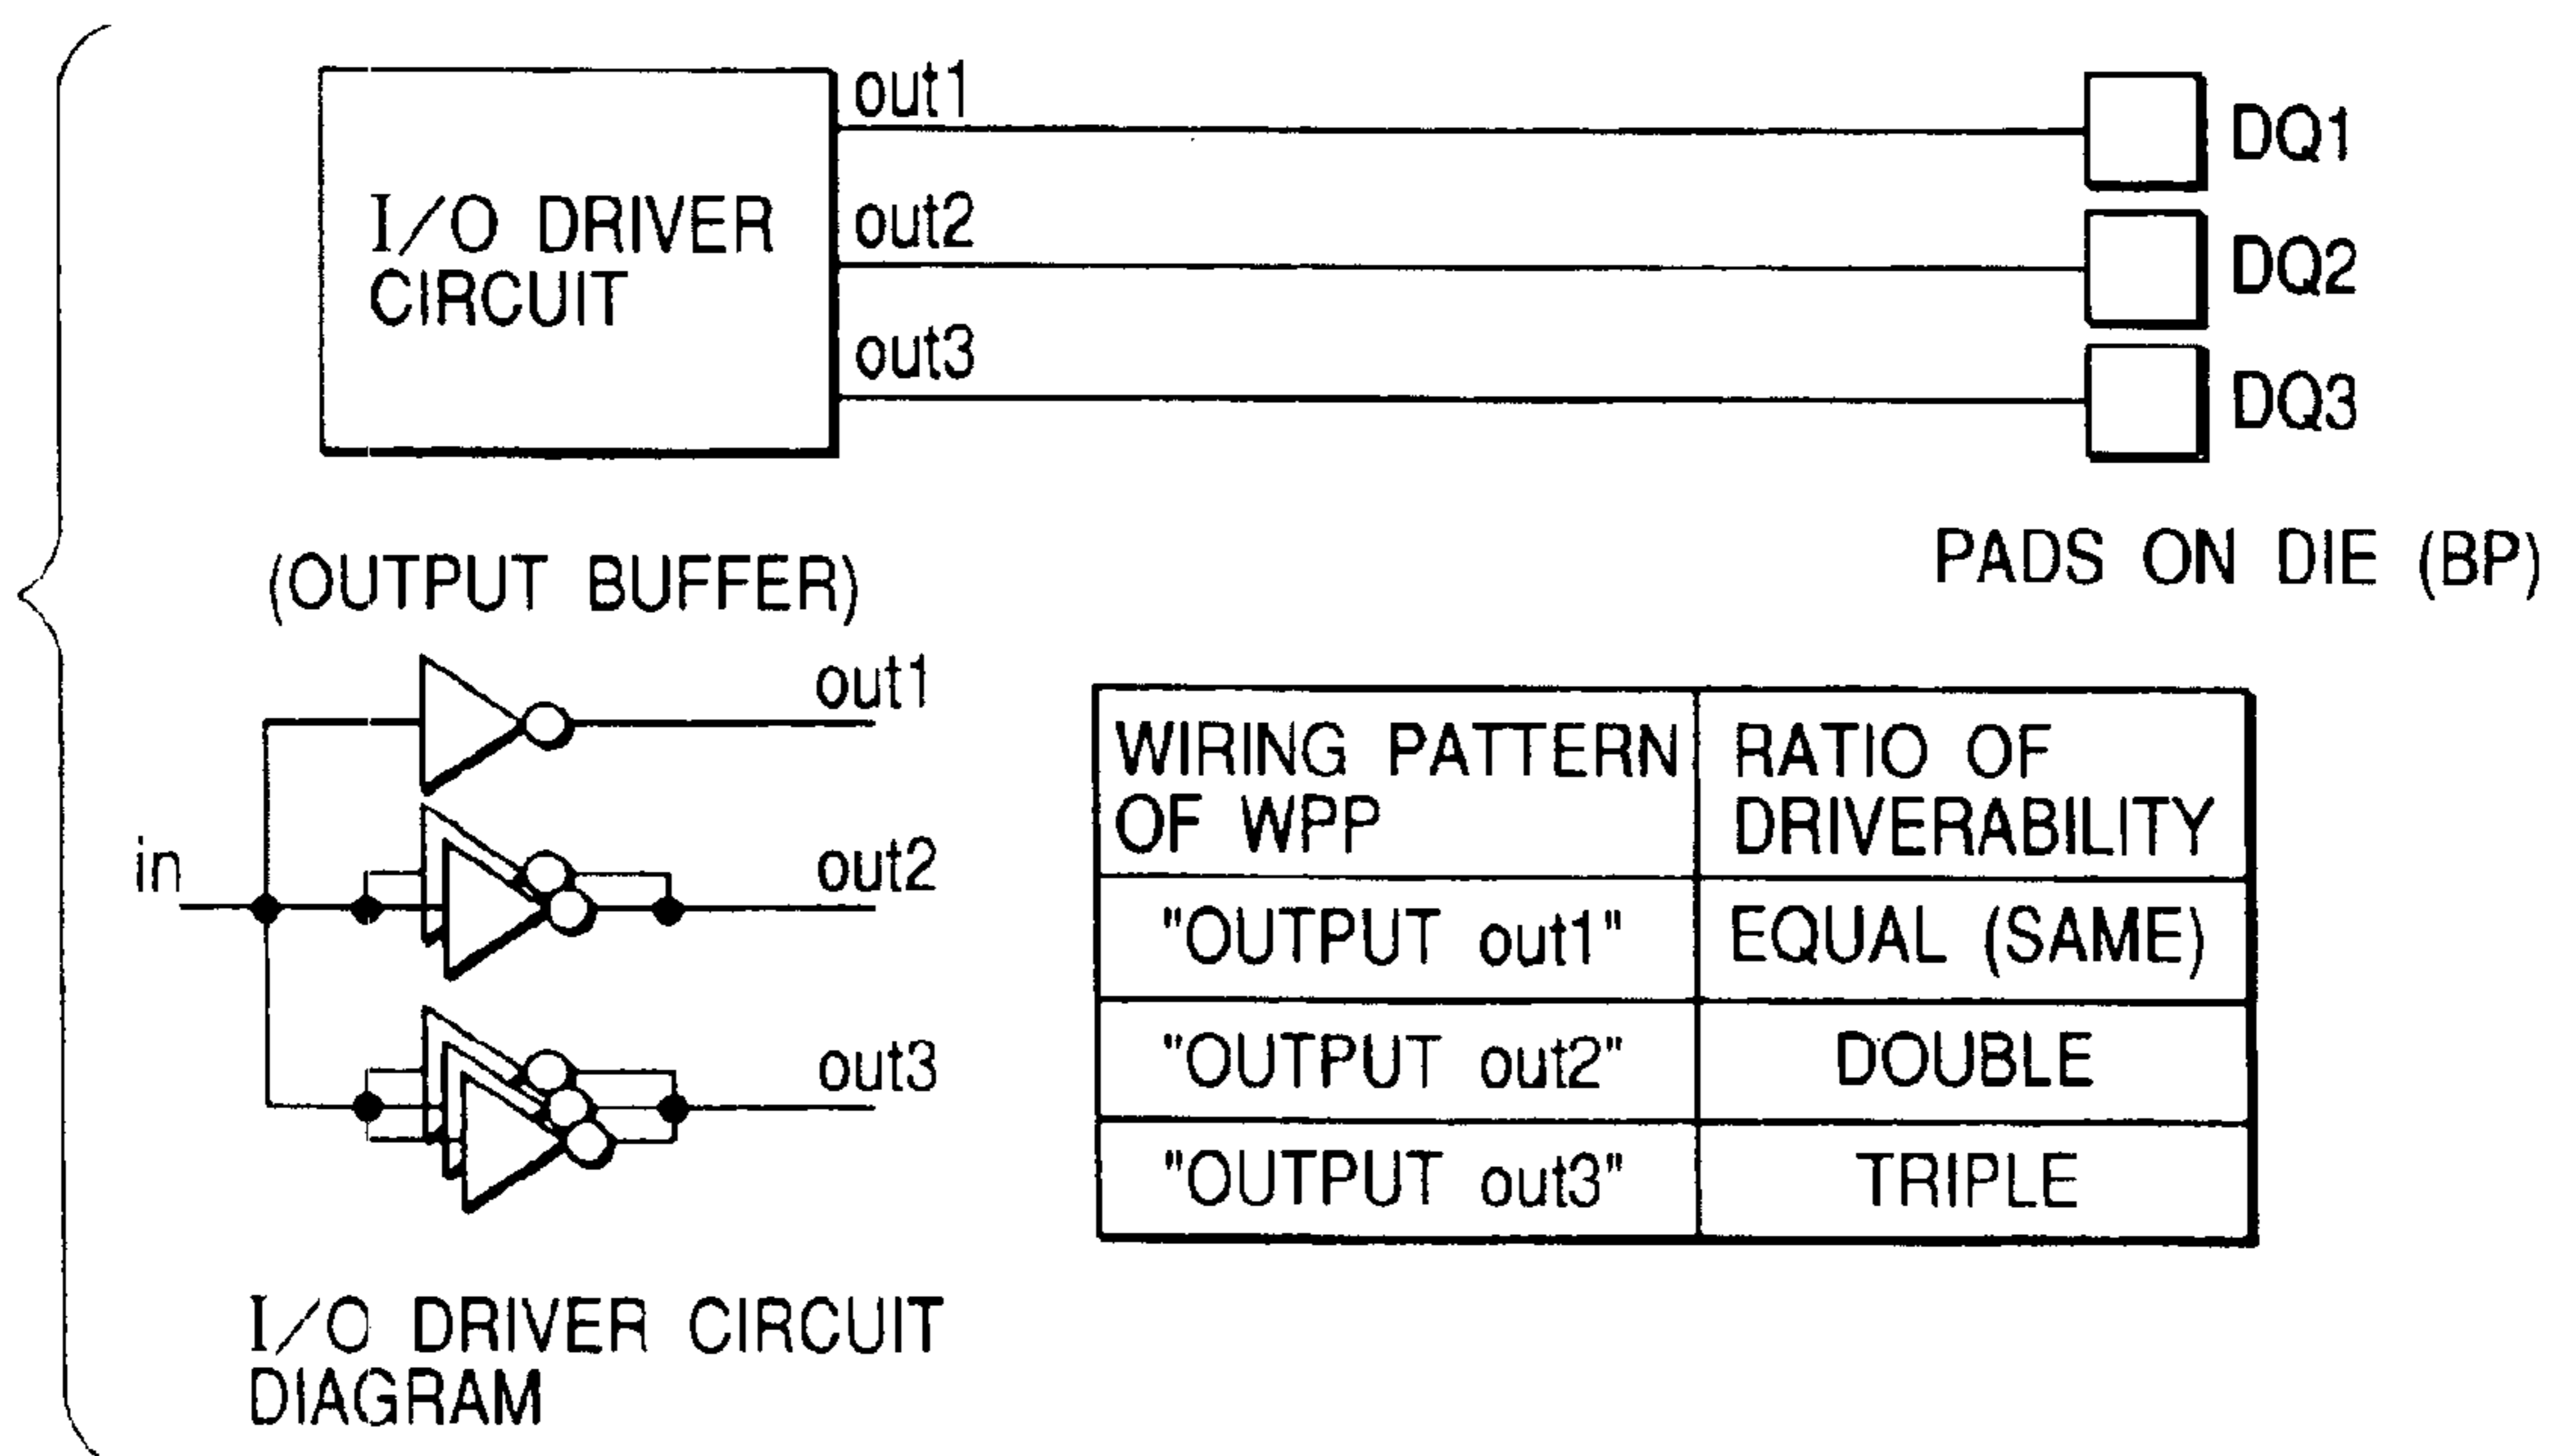 out1
DQ1
I/O DRIVER
CIRCUIT
out2
DQ2
out3
DQ3
PADS ON DIE (BP)
(OUTPUT BUFFER)
in
out1
out2
out3
I/O DRIVER CIRCUIT
DIAGRAM
WIRING PATTERN
OF WPP
RATIO OF
DRIVERABILITY
"OUTPUT out1"
EQUAL (SAME)
"OUTPUT out2"
DOUBLE
"OUTPUT out3"
TRIPLE